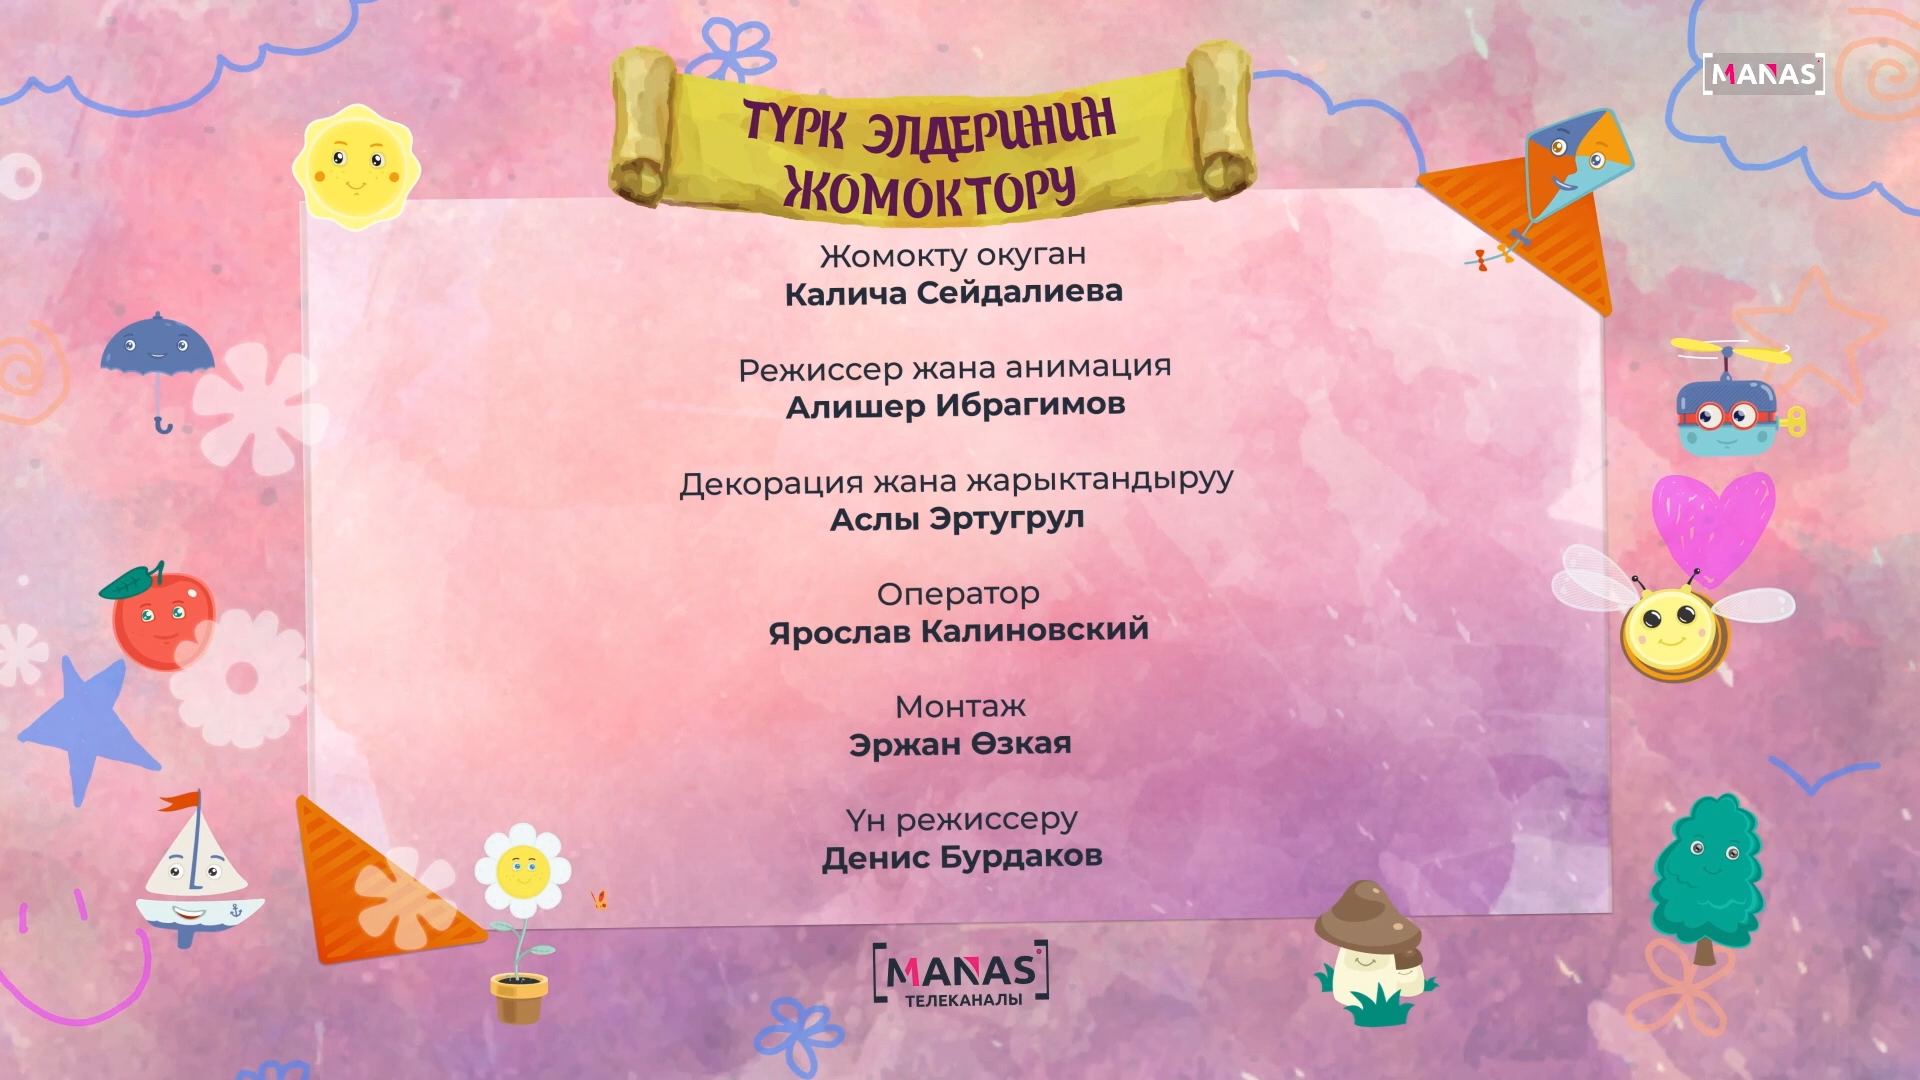 MANAS
ТҮРК ЭЛДЕРИНИН
ЖОМОКТОРУ
Жомокту окуган
Калича Сейдалиева
Режиссер жана анимация
Алишер Ибрагимов
Декорация жана жарыктандыруу
Аслы Эртугрул
Оператор
Ярослав Калиновский
Монтаж
Эржан Өзкая
Үн режиссеру
Денис Бурдаков
MANAS
ТЕЛЕКАНАЛЫ